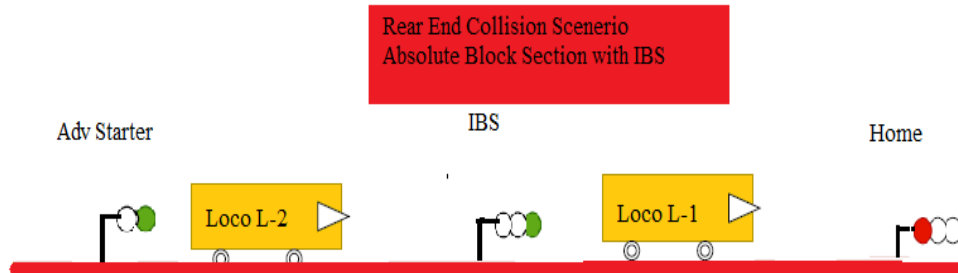 Rear End Collision Scenerio
Absolute Block Section with IBS
IBS
Adv Starter
Home
Loco L-2
Loco L-1